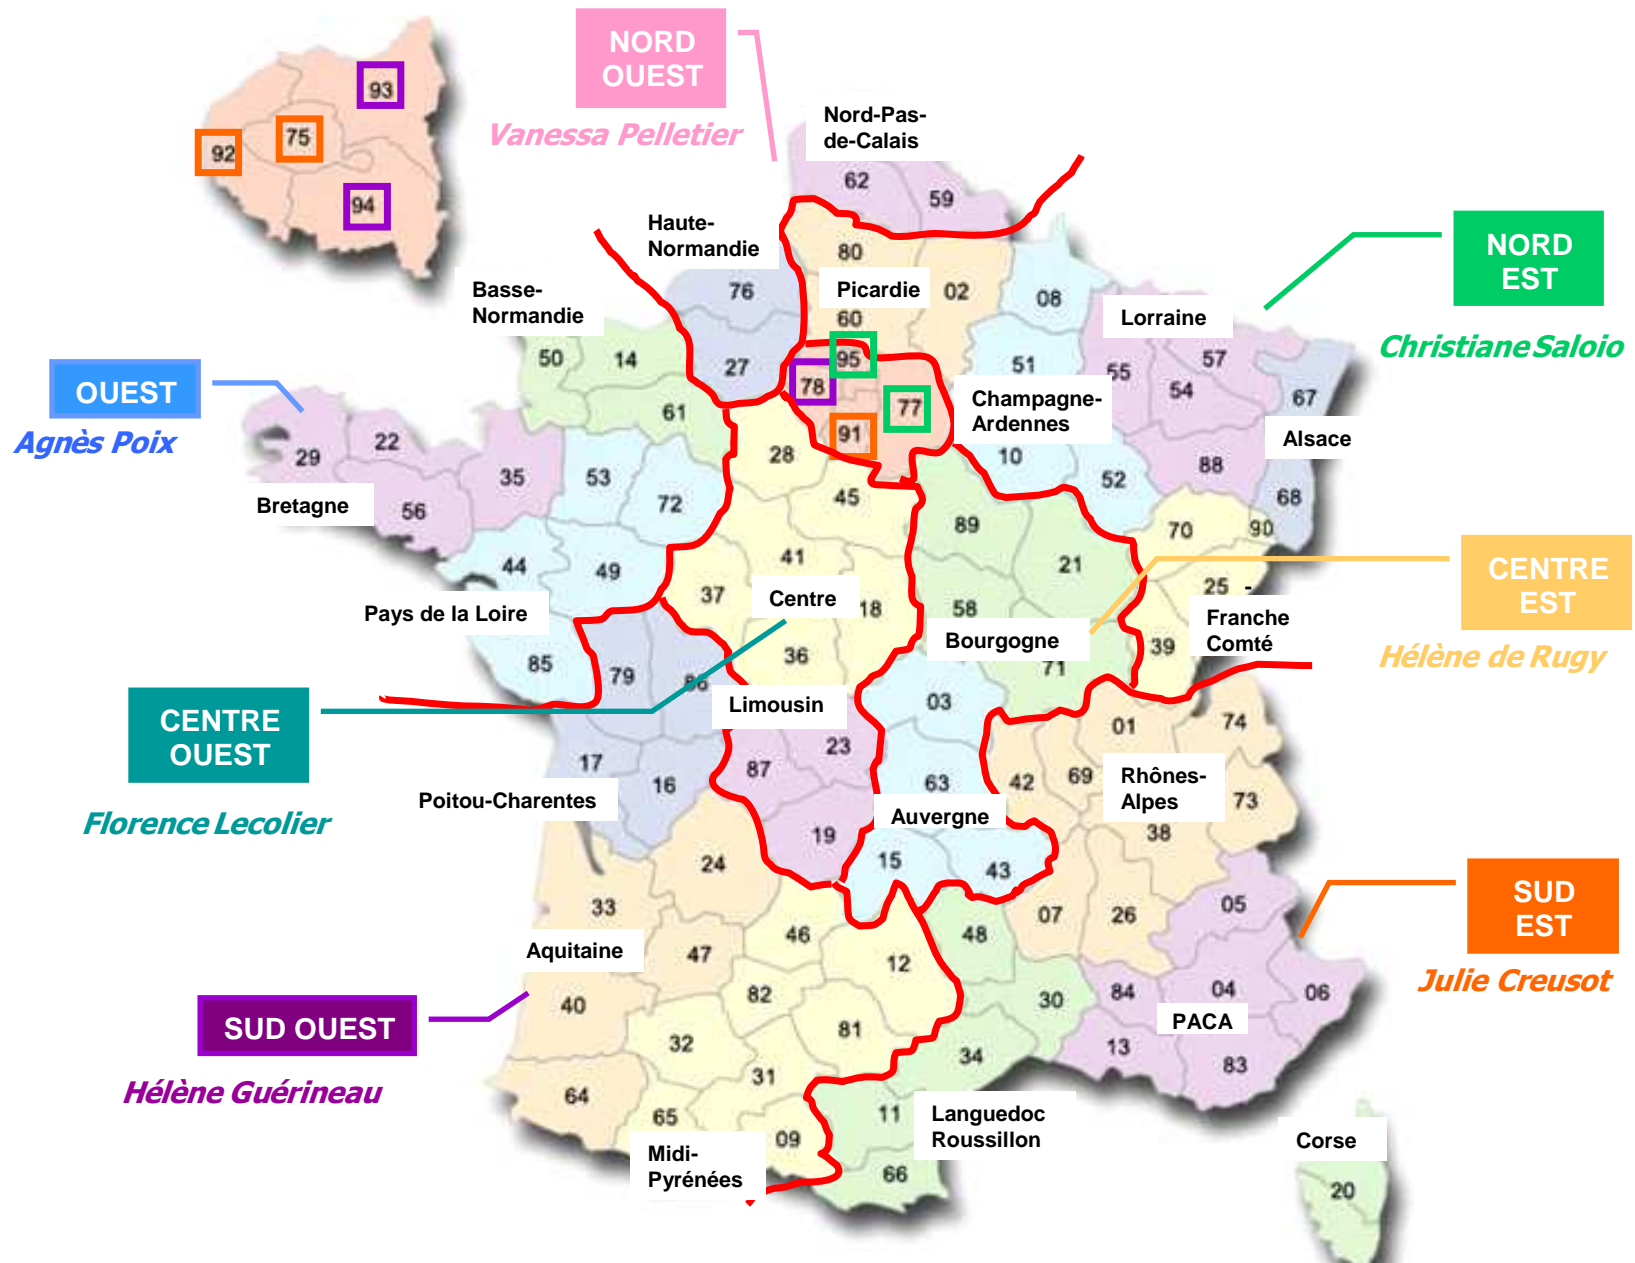 NORD
OUEST
Vanessa Pelletier
93
75
92
94
Nord-Pas-
de-Calais
62
59
Haute-
Normandie
80
NORD
EST
Christiane Saloio
76
Picardie
02
08
Basse-
Normandie
60
Lorraine
50
14
27
95
51
57
55
54
67
78
77
OUEST
Agnès Poix
61
Champagne-
Ardennes
91
Alsace
29
22
35
53
28
10
88
52
68
Bretagne
56
72
45
89
70
90
44
49
41
21
25
-
CENTRE
EST
Hélène de Rugy
37
Centre
18
58
Pays de la Loire
Franche
Comté
85
79
86
36
Bourgogne
71
39
CENTRE
OUEST
Florence Lecolier
Limousin
03
01
74
17
16
87
23
63
42
69
Rhônes-
Alpes
73
Poitou-Charentes
Auvergne
38
24
19
15
43
SUD
EST
Julie Creusot
33
46
48
07
26
05
Aquitaine
47
12
40
82
30
84
04
06
PACA
SUD OUEST
Hélène Guérineau
32
81
34
13
83
64
31
65
11
Languedoc
Roussillon
09
Midi-
Pyrénées
66
Corse
20